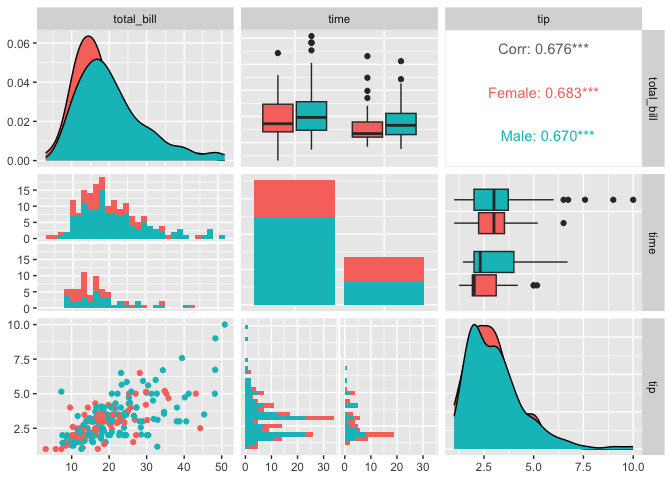 total_bill
time
tip
0.06
0.04
0.02
0.00
Corr: 0.676***
Female: 0.683***
Male: 0.670***
total_bill
15
10
5
0
15
10
5
0
time
10.0
7.5
5.0
2.5
tip
10 20 30 40 50
0 10 20 30 0 10 20 30
2.5 5.0 7.5 10.0